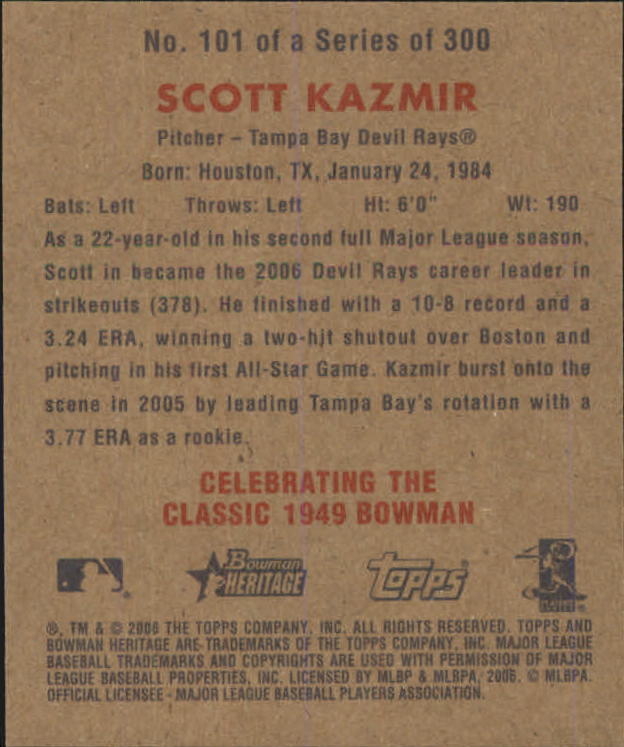 No. 101 of a Series of 300
SCOTT KAZMIR
Pitcher – Tampa Bay Devil Rays®
Born: Houston, TX, January 24, 1984
Bats: Left Throws: Left Ht: 6'0" Wt: 190
As a 22-year-old in his second full Major League season,
Scott in became the 2006 Devil Rays career leader in
strikeouts (378). He finished with a 10-8 record and a
3.24 ERA, winning a two-hit shutout over Boston and
pitching in his first All-Star Game. Kazmir burst onto the
scene in 2005 by leading Tampa Bay's rotation with a
3.77 ERA as a rookie.
CELEBRATING THE
CLASSIC 1949 BOWMAN
Bowman
HERITAGE
topps®
®, TM & © 2006 THE TOPPS COMPANY, INC. ALL RIGHTS RESERVED. TOPPS AND
BOWMAN HERITAGE ARE TRADEMARKS OF THE TOPPS COMPANY, INC. MAJOR LEAGUE
BASEBALL TRADEMARKS AND COPYRIGHTS ARE USED WITH PERMISSION OF MAJOR
LEAGUE BASEBALL PROPERTIES, INC. LICENSED BY MLBP & MLBPA, 2006. © MLBPA.
OFFICIAL LICENSEE - MAJOR LEAGUE BASEBALL PLAYERS ASSOCIATION.